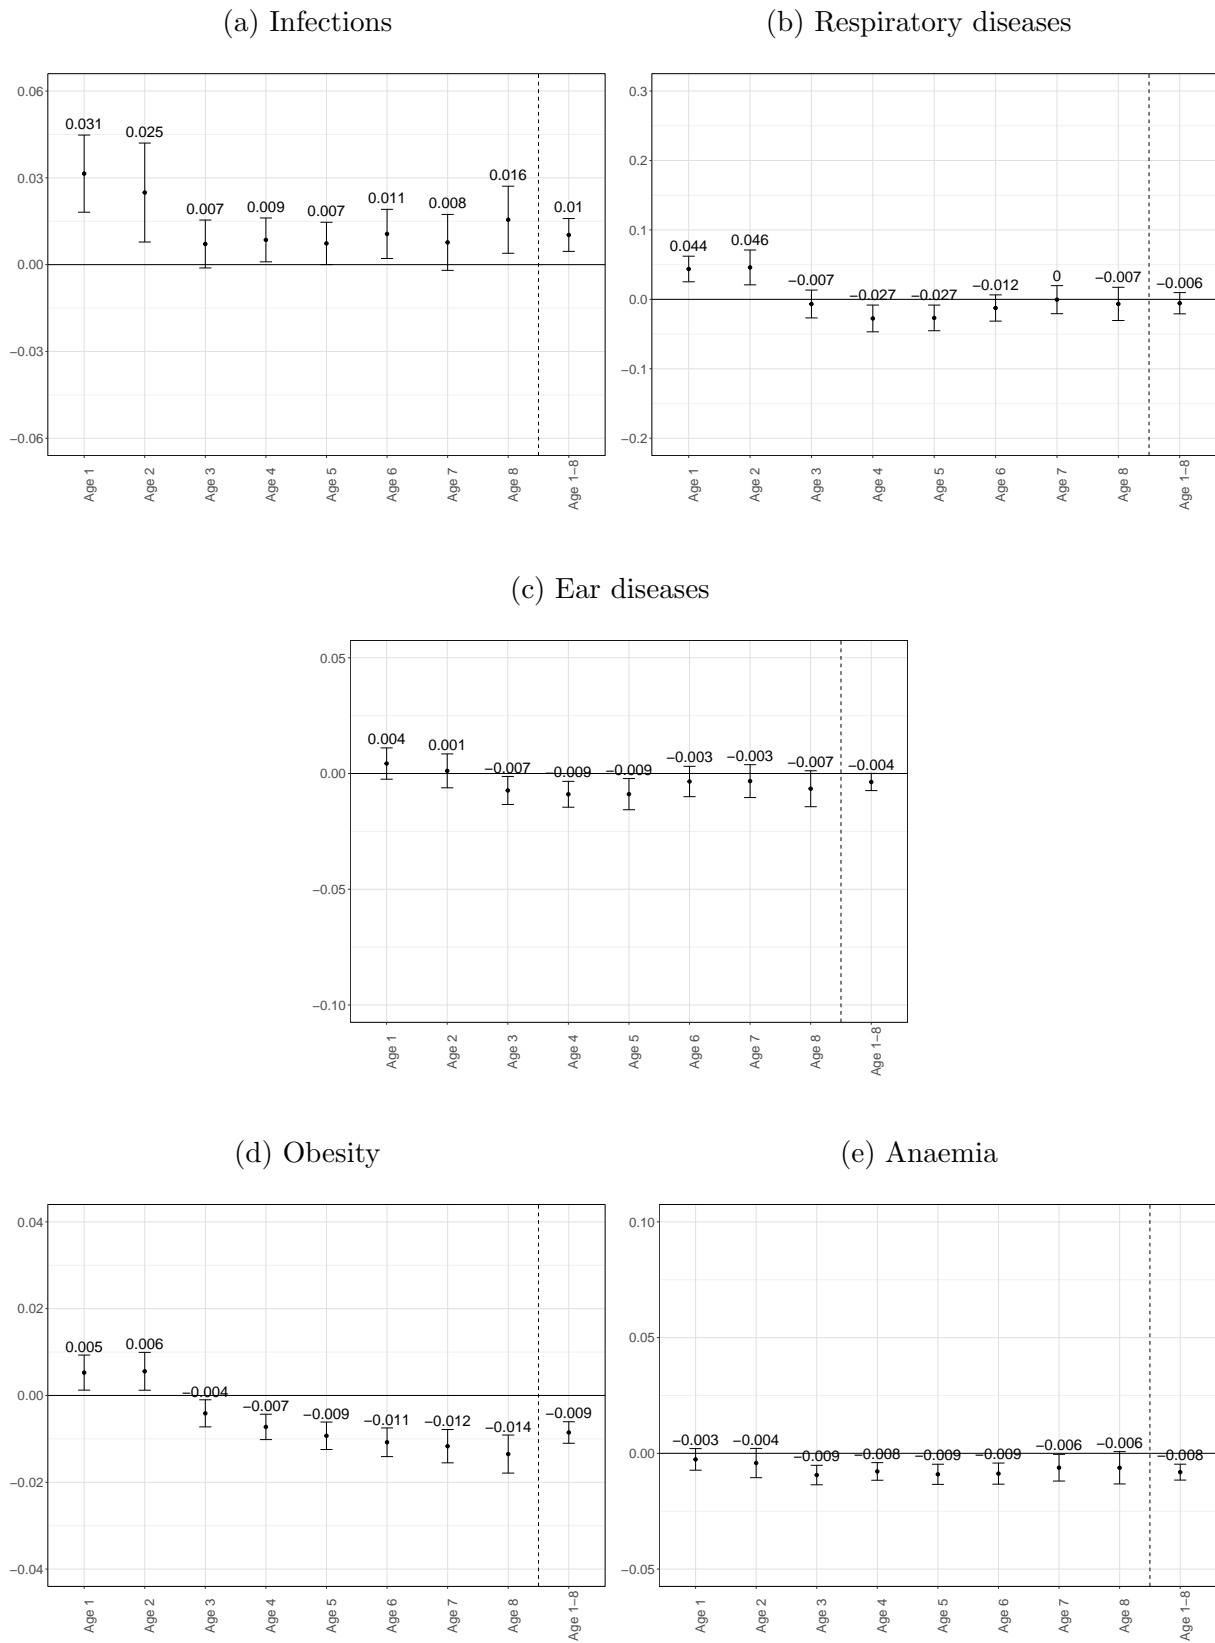 (a) Infections
(b) Respiratory diseases
0.06
0.03
0.00
−0.03
−0.06
0.031
0.025
0.007
0.009
0.007
0.011
0.008
0.016
0.01
Age 1
Age 2
Age 3
Age 4
Age 5
Age 6
Age 7
Age 8
Age 1−8
0.3
0.2
0.1
0.0
−0.1
−0.2
0.044
0.046
−0.007
−0.027
−0.027
−0.012
0
−0.007
−0.006
Age 1
Age 2
Age 3
Age 4
Age 5
Age 6
Age 7
Age 8
Age 1−8
(c) Ear diseases
0.05
0.00
−0.05
−0.10
0.004
0.001
−0.007
−0.009
−0.009
−0.003
−0.003
−0.007
−0.004
Age 1
Age 2
Age 3
Age 4
Age 5
Age 6
Age 7
Age 8
Age 1−8
(d) Obesity
(e) Anaemia
0.04
0.02
0.00
−0.02
−0.04
0.005
0.006
−0.004
−0.007
−0.009
−0.011
−0.012
−0.014
−0.009
Age 1
Age 2
Age 3
Age 4
Age 5
Age 6
Age 7
Age 8
Age 1−8
0.10
0.05
0.00
−0.05
−0.003
−0.004
−0.009
−0.008
−0.009
−0.009
−0.006
−0.006
−0.008
Age 1
Age 2
Age 3
Age 4
Age 5
Age 6
Age 7
Age 8
Age 1−8